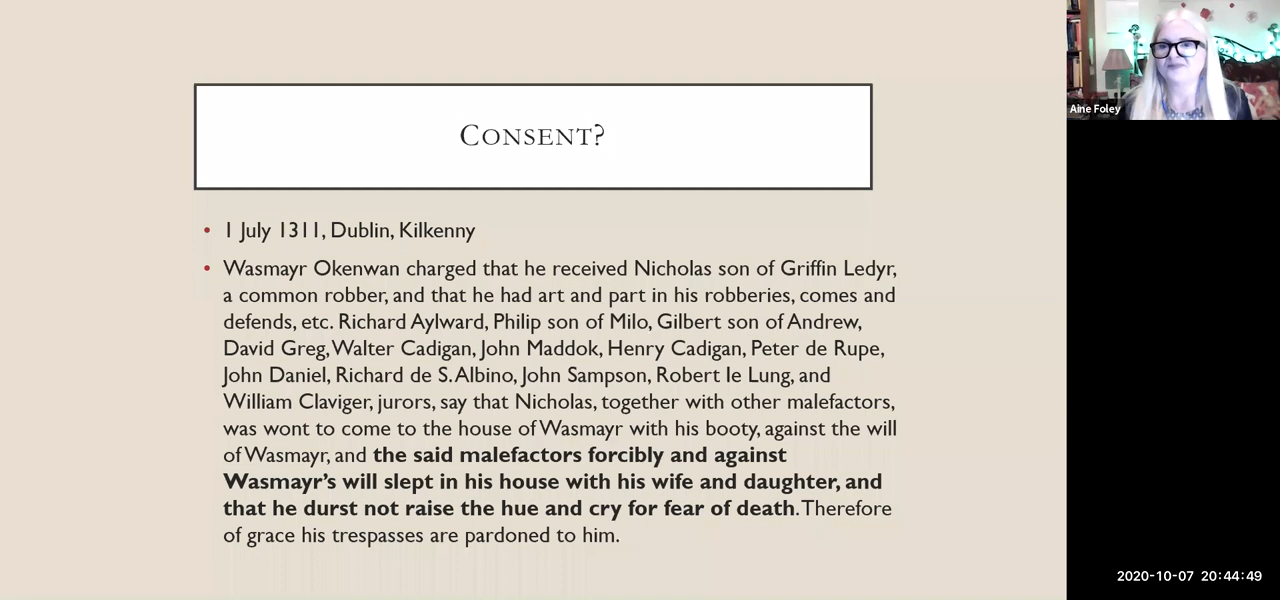 CONSENT?
• 1 July 1311, Dublin, Kilkenny
• Wasmayr Okenwan charged that he received Nicholas son of Griffin Ledyr,
a common robber, and that he had art and part in his robberies, comes and
defends, etc. Richard Aylward, Philip son of Milo, Gilbert son of Andrew,
David Greg, Walter Cadigan, John Maddok, Henry Cadigan, Peter de Rupe,
John Daniel, Richard de S. Albino, John Sampson, Robert le Lung, and
William Claviger, jurors, say that Nicholas, together with other malefactors,
was wont to come to the house of Wasmayr with his booty, against the will
of Wasmayr, and the said malefactors forcibly and against
Wasmayr's will slept in his house with his wife and daughter, and
that he durst not raise the hue and cry for fear of death. Therefore
of grace his trespasses are pardoned to him.
Aine Foley
2020-10-07 20:44:49